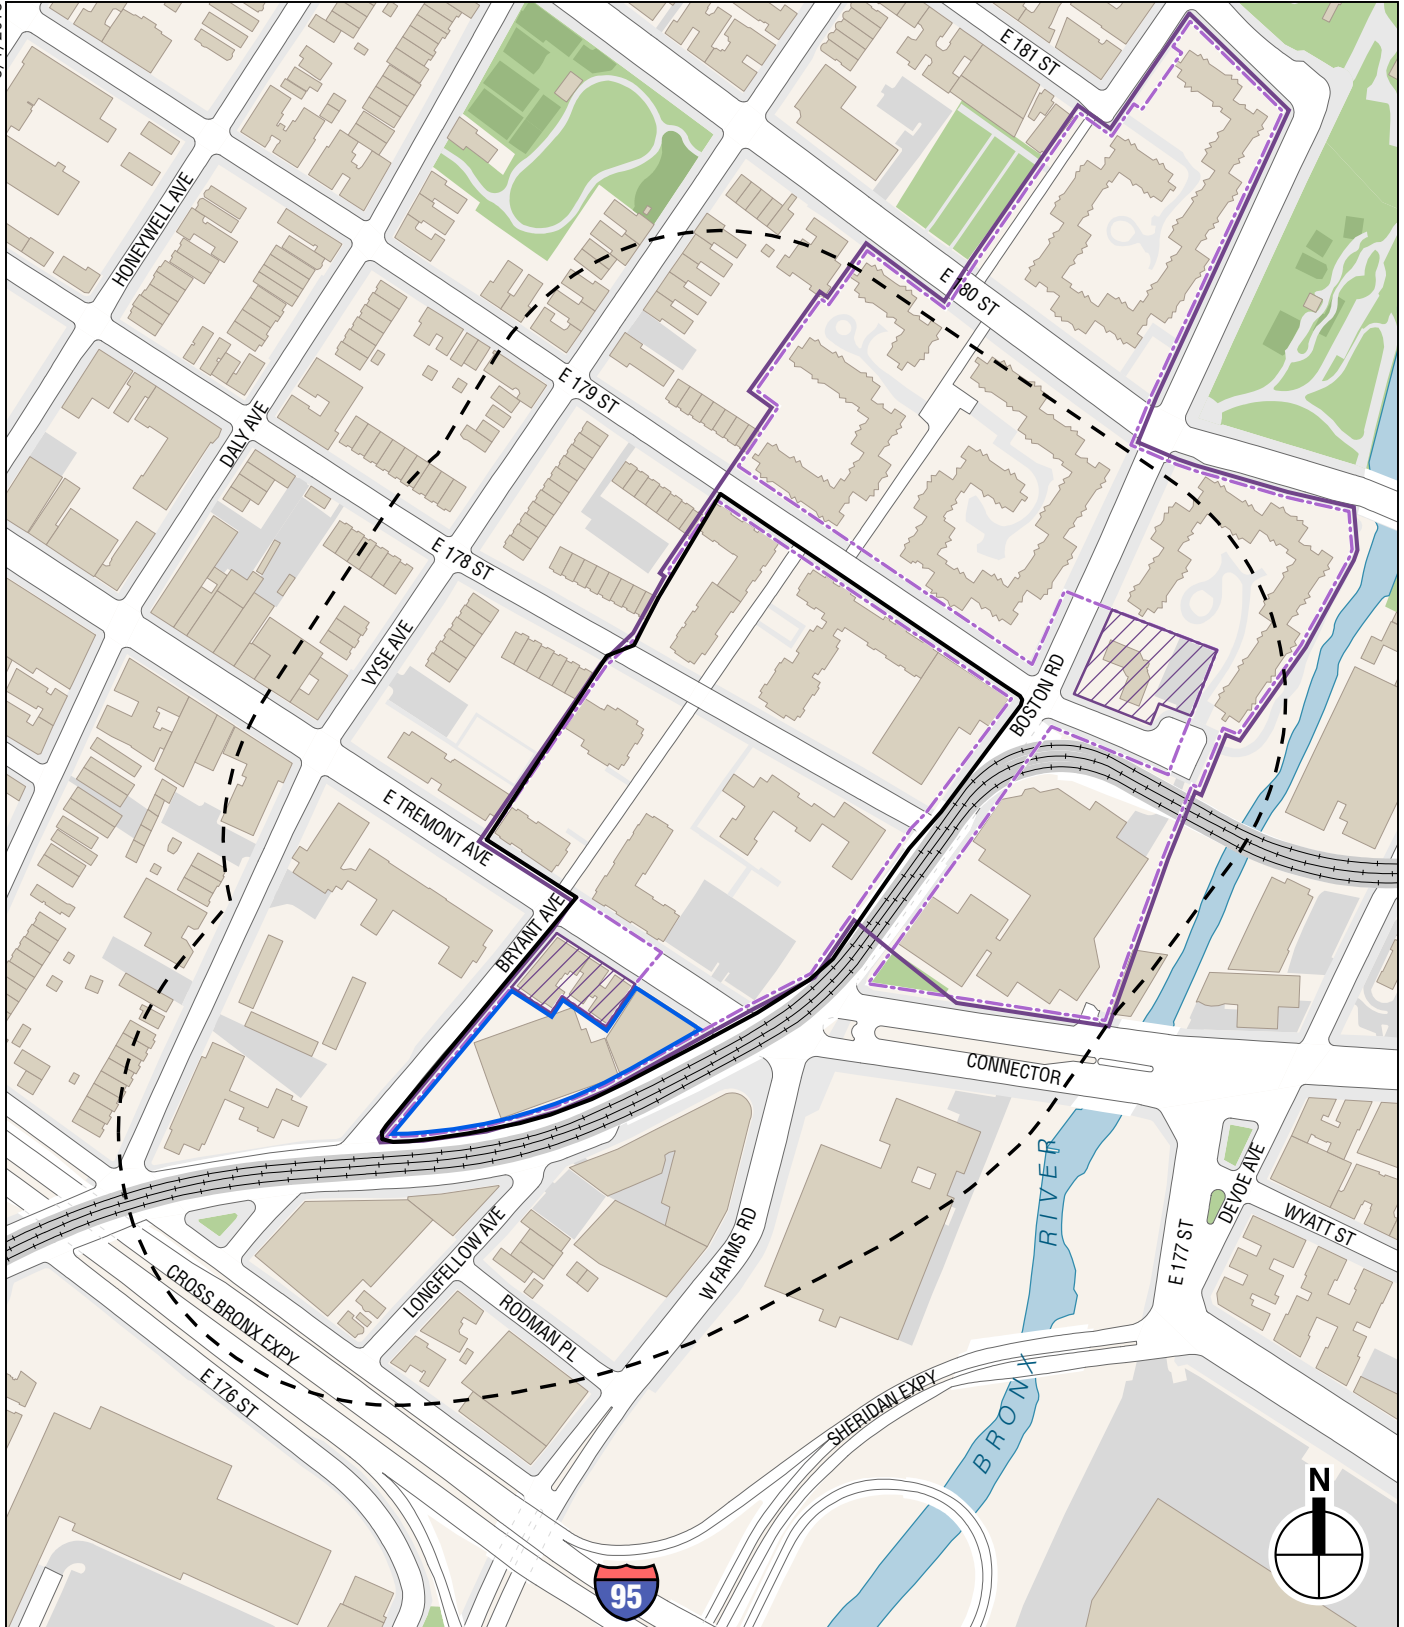 E 181 ST
HONEYWELL AVE
E 180 ST
E 179 ST
DALY AVE
E 178 ST
VYSE AVE
BOSTON RD
E TREMONT AVE
BRYANT AVE
CONNECTOR
RIVER
DEVOE AVE
WYATT ST
E 177 ST
W FARMS RD
LONGFELLOW AVE
CROSS BRONX EXPY
RODMAN PL
E 176 ST
SHERIDAN EXPY
BRONX
N
95